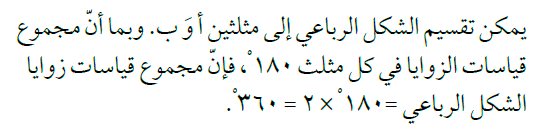 يمكن تقسيم الشكل الرباعي إلى مثلثين أ وَ ب. وبما أنّ مجموع
قياسات الزوايا في كل مثلث ١٨٠°، فإنّ مجموع قياسات زوايا
الشكل الرباعي = ١٨٠° × ٢ = ٣٦٠°.